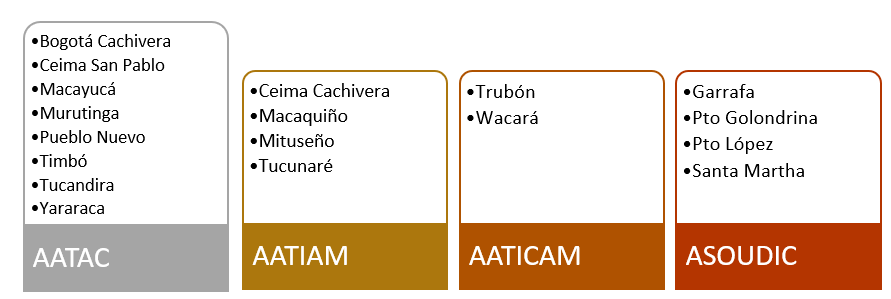 •Bogotá Cachivera
•Ceima San Pablo
•Macayucá
•Murutinga
•Pueblo Nuevo
•Timbó
•Tucandira
•Yararaca
AATAC
•Ceima Cachivera
•Macaquiño
•Mituseño
•Tucunaré
AATIAM
•Trubón
•Wacará
AATICAM
•Garrafa
•Pto Golondrina
•Pto López
•Santa Martha
ASOUDIC